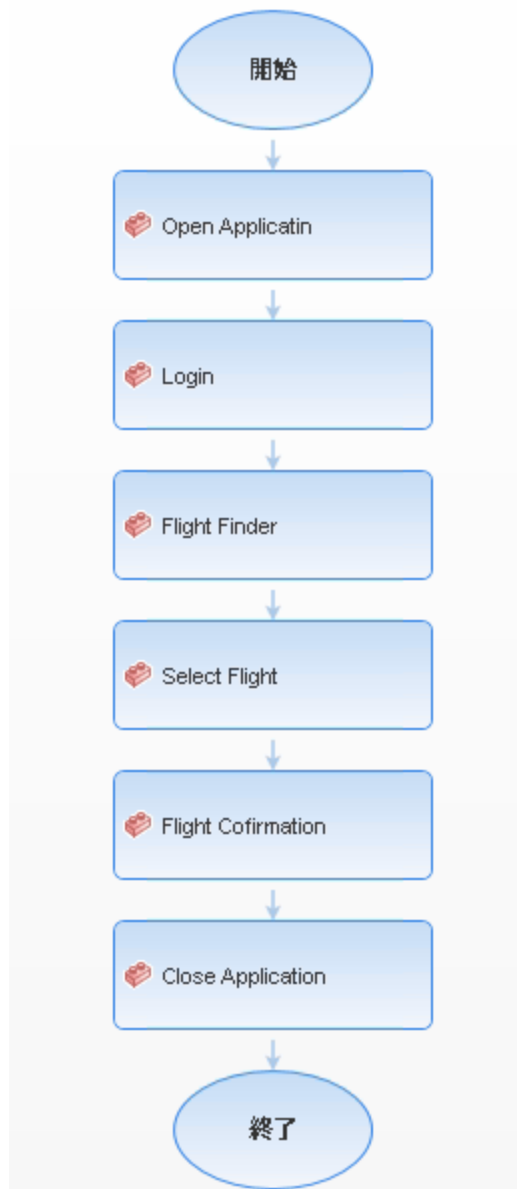 開始
Open Applicatin
Login
Flight Finder
Select Flight
Flight Cofirmation
Close Application
終了